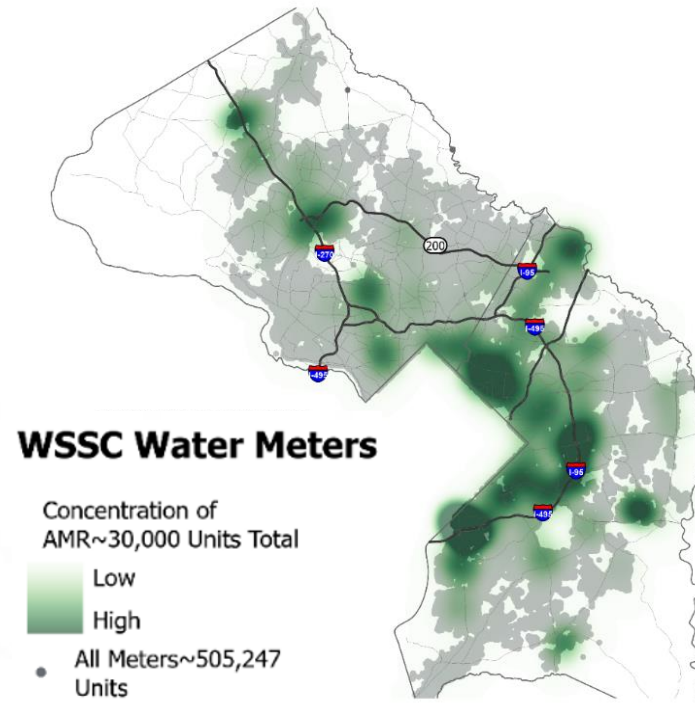 200
I-270
I-95
I-495
I-495
I-95
I-495
WSSC Water Meters
Concentration of
AMR~30,000 Units Total
Low
High
All Meters~505,247
Units